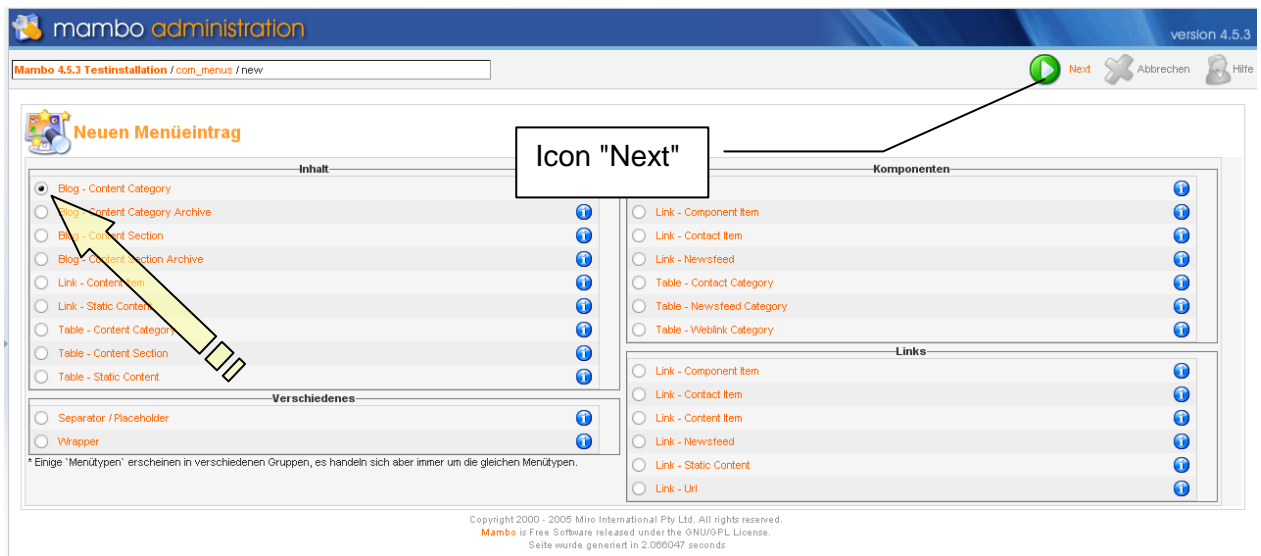 mambo administration
version 4.5.3
Mambo 4.5.3 Testinstallation / com_menus / new
Next
Abbrechen
Hilfe
Neuen Menüeintrag
Icon "Next"
Inhalt
Blog - Content Category
Blog - Content Category Archive
Blog - Content Section
Blog - Content Section Archive
Link - Content Item
Link - Static Content
Table - Content Category
Table - Content Section
Table - Static Content
Verschiedenes
Separator / Placeholder
Wrapper
* Einige `Menütypen` erscheinen in verschiedenen Gruppen, es handeln sich aber immer um die gleichen Menütypen.
Komponenten
Link - Component Item
Link - Contact Item
Link - Newsfeed
Table - Contact Category
Table - Newsfeed Category
Table - Weblink Category
Links
Link - Component Item
Link - Contact Item
Link - Content Item
Link - Newsfeed
Link - Static Content
Link - Url
Copyright 2000 - 2005 Miro International Pty Ltd. All rights reserved.
Mambo is Free Software released under the GNU/GPL License.
Seite wurde generiert in 2.066047 seconds